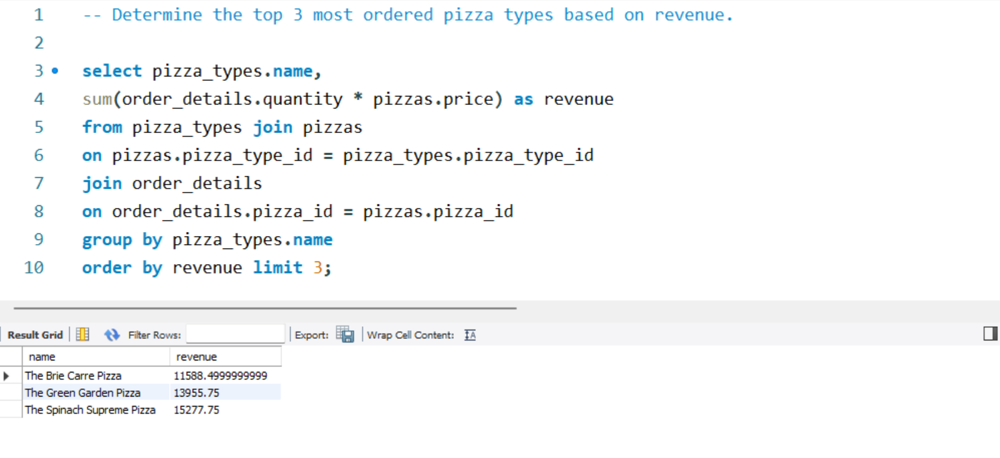 1 -- Determine the top 3 most ordered pizza types based on revenue.
2
3 select pizza_types.name,
4 sum(order_details.quantity * pizzas.price) as revenue
5 from pizza_types join pizzas
6 on pizzas.pizza_type_id = pizza_types.pizza_type_id
7 join order_details
8 on order_details.pizza_id = pizzas.pizza_id
9 group by pizza_types.name
10 order by revenue limit 3;
Result Grid Filter Rows: Export: Wrap Cell Content: IA
name revenue
The Brie Carre Pizza 11588.4999999999
The Green Garden Pizza 13955.75
The Spinach Supreme Pizza 15277.75